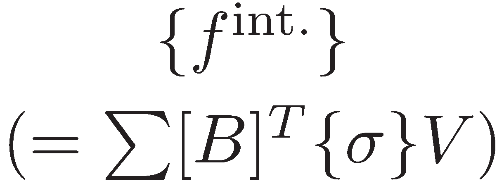 {f^int.}
(= ∑[B]^T{σ}V)